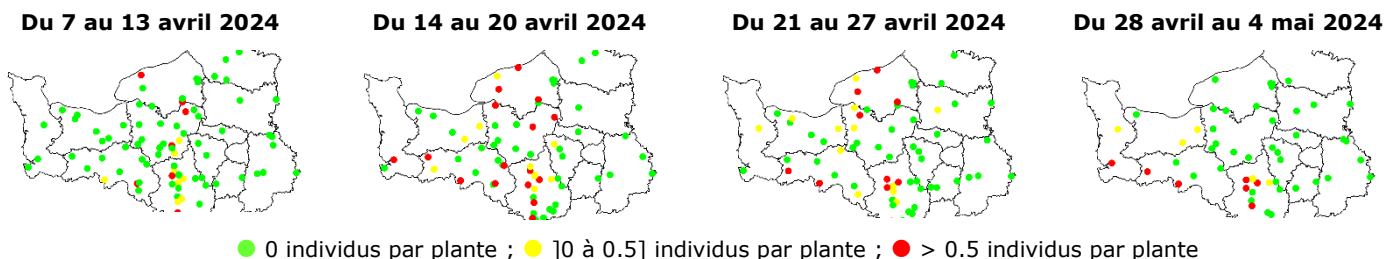 Du 7 au 13 avril 2024
Du 14 au 20 avril 2024
Du 21 au 27 avril 2024
Du 28 avril au 4 mai 2024
0 individus par plante ; ]0 à 0.5] individus par plante ; > 0.5 individus par plante